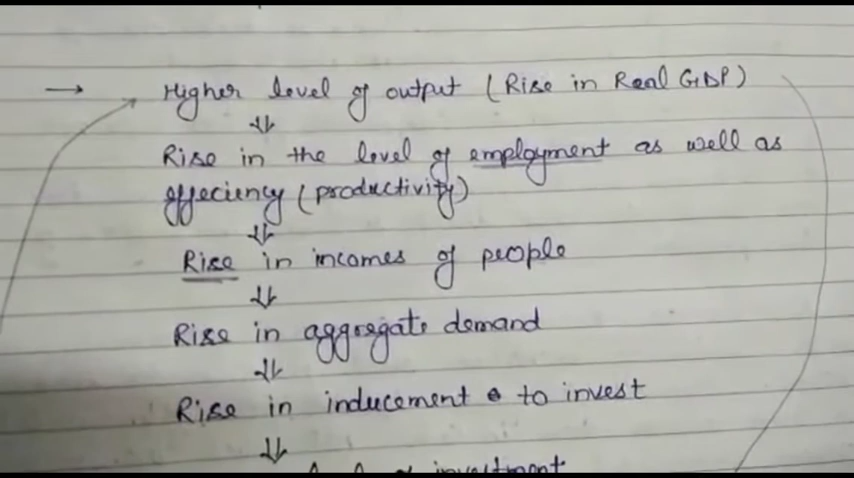 → Higher level of output (Rise in Real GDP)
⇓
Rise in the level of employment as well as
effeciency (productivity)
⇓
Rise in incomes of people
⇓
Rise in aggregate demand
⇓
Rise in inducement to invest
⇓
investment